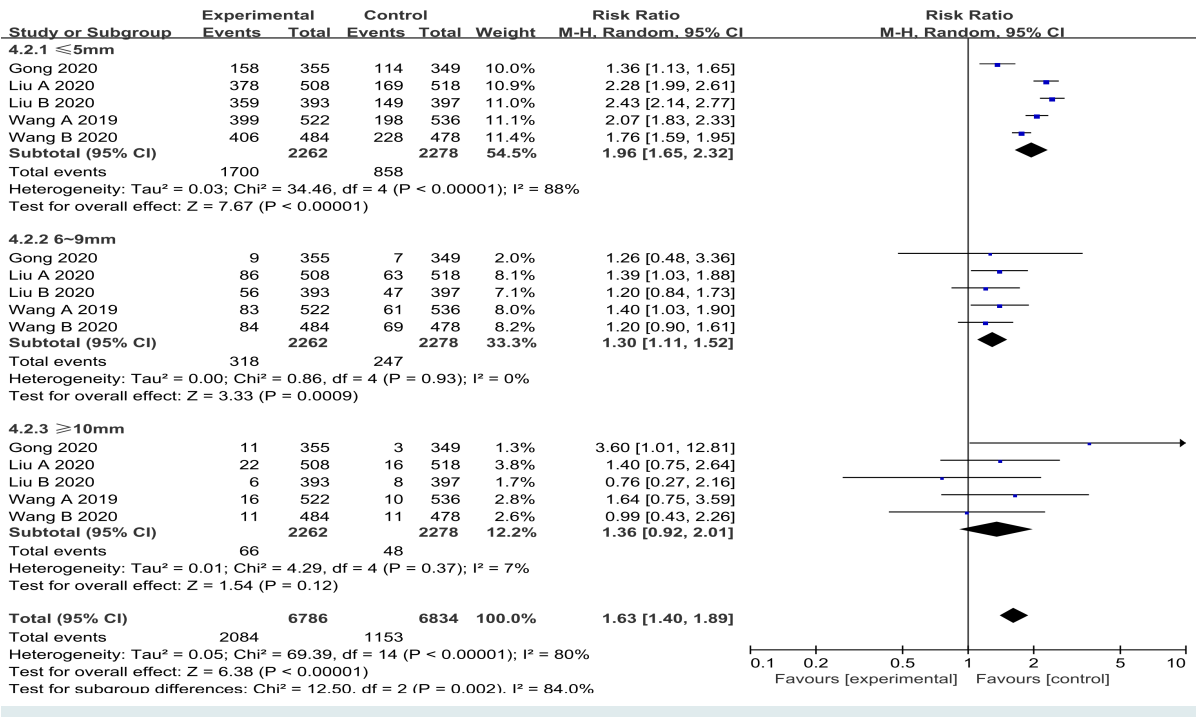 Experimental Control Risk Ratio Risk Ratio
Study or Subgroup Events Total Events Total Weight M-H, Random, 95% CI M-H, Random, 95% CI
4.2.1 ≤5mm
Gong 2020 158 355 114 349 10.0% 1.36 [1.13, 1.65]
Liu A 2020 378 508 169 518 10.9% 2.28 [1.99, 2.61]
Liu B 2020 359 393 149 397 11.0% 2.43 [2.14, 2.77]
Wang A 2019 399 522 198 536 11.1% 2.07 [1.83, 2.33]
Wang B 2020 406 484 228 478 11.4% 1.76 [1.59, 1.95]
Subtotal (95% CI) 2262 2278 54.5% 1.96 [1.65, 2.32]
Total events 1700 858
Heterogeneity: Tau² = 0.03; Chi² = 34.46, df = 4 (P < 0.00001); I² = 88%
Test for overall effect: Z = 7.67 (P < 0.00001)
4.2.2 6~9mm
Gong 2020 9 355 7 349 2.0% 1.26 [0.48, 3.36]
Liu A 2020 86 508 63 518 8.1% 1.39 [1.03, 1.88]
Liu B 2020 56 393 47 397 7.1% 1.20 [0.84, 1.73]
Wang A 2019 83 522 61 536 8.0% 1.40 [1.03, 1.90]
Wang B 2020 84 484 69 478 8.2% 1.20 [0.90, 1.61]
Subtotal (95% CI) 2262 2278 33.3% 1.30 [1.11, 1.52]
Total events 318 247
Heterogeneity: Tau² = 0.00; Chi² = 0.86, df = 4 (P = 0.93); I² = 0%
Test for overall effect: Z = 3.33 (P = 0.0009)
4.2.3 ≥10mm
Gong 2020 11 355 3 349 1.3% 3.60 [1.01, 12.81]
Liu A 2020 22 508 16 518 3.8% 1.40 [0.75, 2.64]
Liu B 2020 6 393 8 397 1.7% 0.76 [0.27, 2.16]
Wang A 2019 16 522 10 536 2.8% 1.64 [0.75, 3.59]
Wang B 2020 11 484 11 478 2.6% 0.99 [0.43, 2.26]
Subtotal (95% CI) 2262 2278 12.2% 1.36 [0.92, 2.01]
Total events 66 48
Heterogeneity: Tau² = 0.01; Chi² = 4.29, df = 4 (P = 0.37); I² = 7%
Test for overall effect: Z = 1.54 (P = 0.12)
Total (95% CI) 6786 6834 100.0% 1.63 [1.40, 1.89]
Total events 2084 1153
Heterogeneity: Tau² = 0.05; Chi² = 69.39, df = 14 (P < 0.00001); I² = 80%
Test for overall effect: Z = 6.38 (P < 0.00001)
Test for subgroup differences: Chi² = 12.50, df = 2 (P = 0.002), I² = 84.0%
0.1 0.2 0.5 1 2 5 10
Favours [experimental] Favours [control]